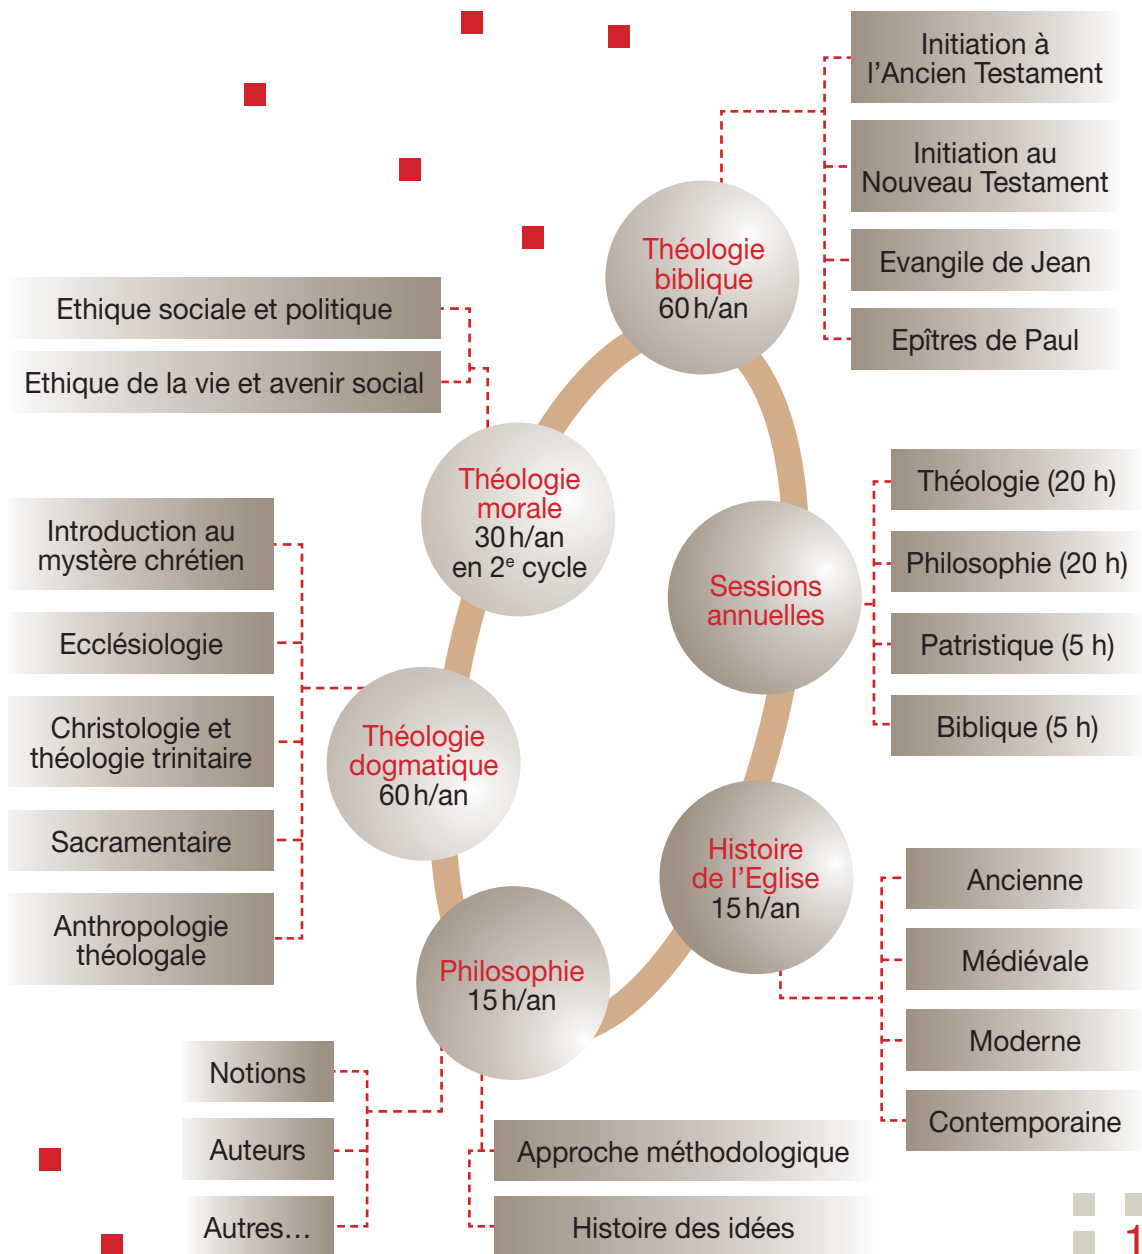 Initiation à
l'Ancien Testament
Initiation au
Nouveau Testament
Evangile de Jean
Epîtres de Paul
Théologie
biblique
60 h/an
Ethique sociale et politique
Ethique de la vie et avenir social
Théologie
morale
30 h/an
en 2e cycle
Sessions
annuelles
Théologie (20 h)
Philosophie (20 h)
Patristique (5 h)
Biblique (5 h)
Introduction au
mystère chrétien
Ecclésiologie
Christologie et
théologie trinitaire
Sacramentaire
Anthropologie
théologale
Théologie
dogmatique
60 h/an
Histoire
de l'Eglise
15 h/an
Ancienne
Médiévale
Moderne
Contemporaine
Philosophie
15 h/an
Notions
Auteurs
Autres…
Approche méthodologique
Histoire des idées
1